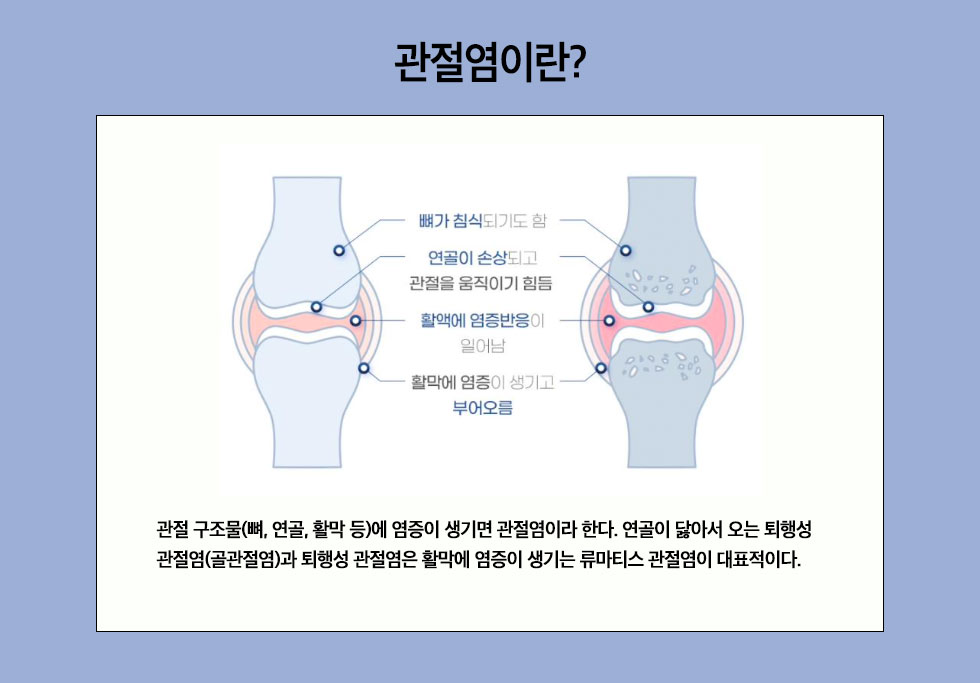 관절염이란?
뼈가 침식되기도 함
연골이 손상되고
관절을 움직이기 힘듬
활액에 염증반응이
일어남
활막에 염증이 생기고
부어오름
관절 구조물(뼈, 연골, 활막 등)에 염증이 생기면 관절염이라 한다. 연골이 닳아서 오는 퇴행성
관절염(골관절염)과 퇴행성 관절염은 활막에 염증이 생기는 류마티스 관절염이 대표적이다.